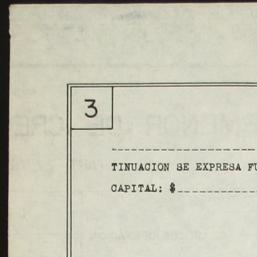 3
TINUACION SE EXPRESA FU
CAPITAL: $